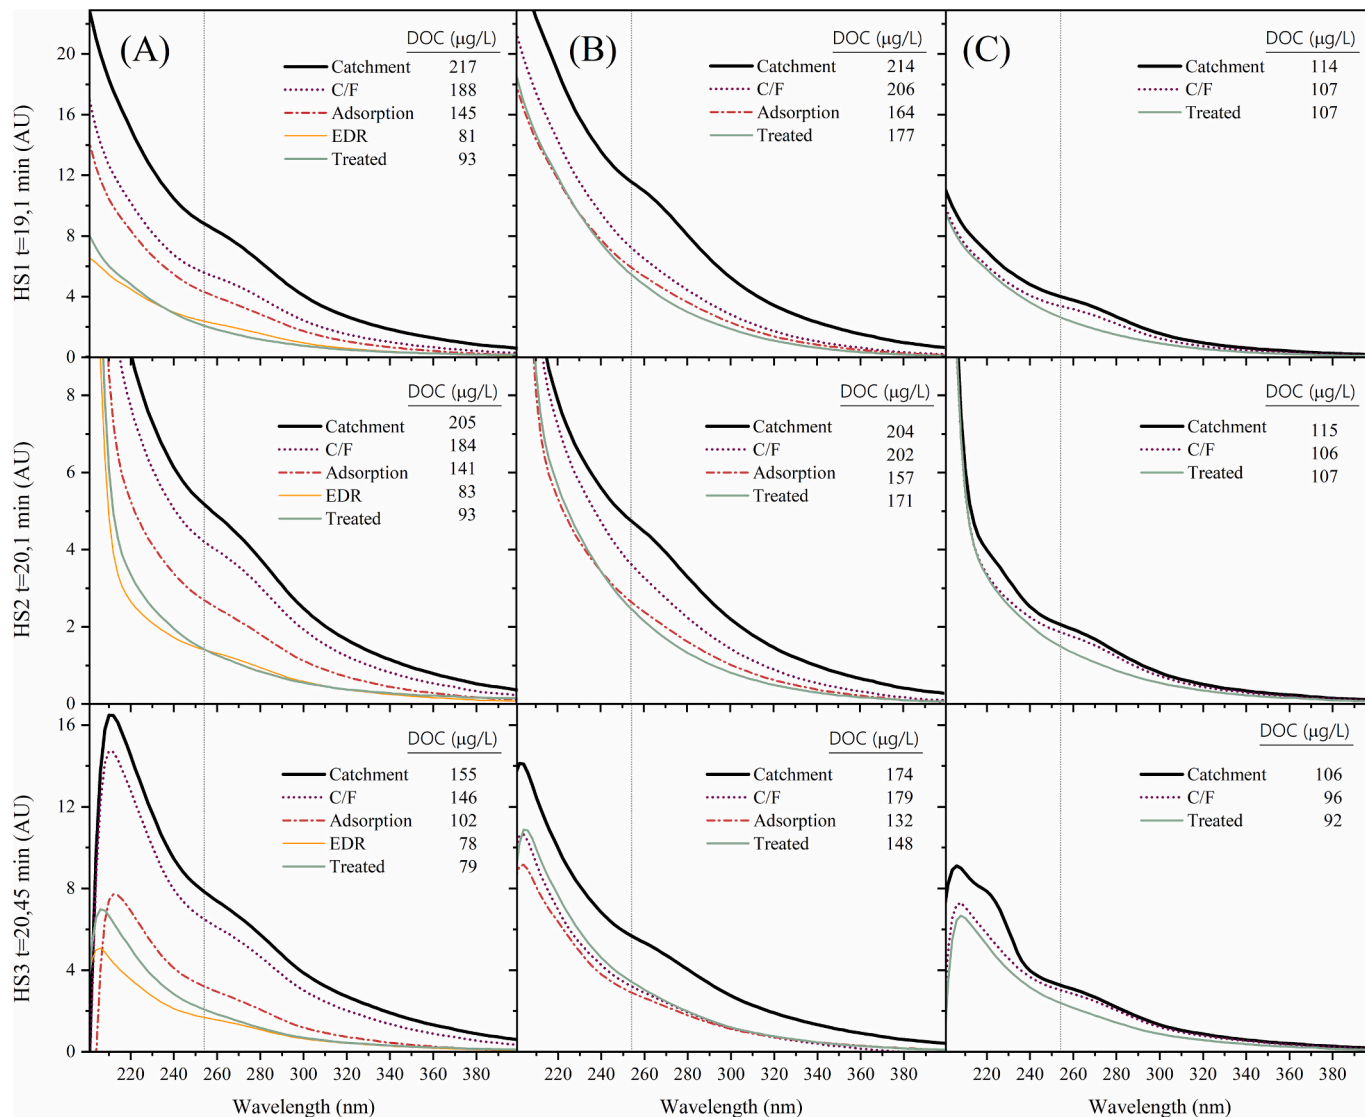 (A)
DOC (µg/L)
Catchment 217
C/F 188
Adsorption 145
EDR 81
Treated 93
(B)
DOC (µg/L)
Catchment 214
C/F 206
Adsorption 164
Treated 177
(C)
DOC (µg/L)
Catchment 114
C/F 107
Treated 107
HS1 t=19,1 min (AU)
20
16
12
8
4
0
DOC (µg/L)
Catchment 205
C/F 184
Adsorption 141
EDR 83
Treated 93
DOC (µg/L)
Catchment 204
C/F 202
Adsorption 157
Treated 171
DOC (µg/L)
Catchment 115
C/F 106
Treated 107
HS2 t=20,1 min (AU)
8
6
4
2
0
DOC (µg/L)
Catchment 155
C/F 146
Adsorption 102
EDR 78
Treated 79
DOC (µg/L)
Catchment 174
C/F 179
Adsorption 132
Treated 148
DOC (µg/L)
Catchment 106
C/F 96
Treated 92
HS3 t=20,45 min (AU)
16
12
8
4
0
220 240 260 280 300 320 340 360 380
220 240 260 280 300 320 340 360 380
220 240 260 280 300 320 340 360 380
Wavelength (nm)
Wavelength (nm)
Wavelength (nm)